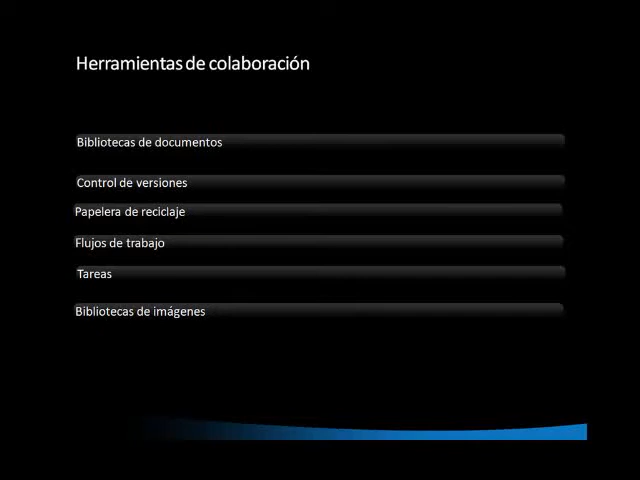 Herramientas de colaboración
Bibliotecas de documentos
Control de versiones
Papelera de reciclaje
Flujos de trabajo
Tareas
Bibliotecas de imágenes